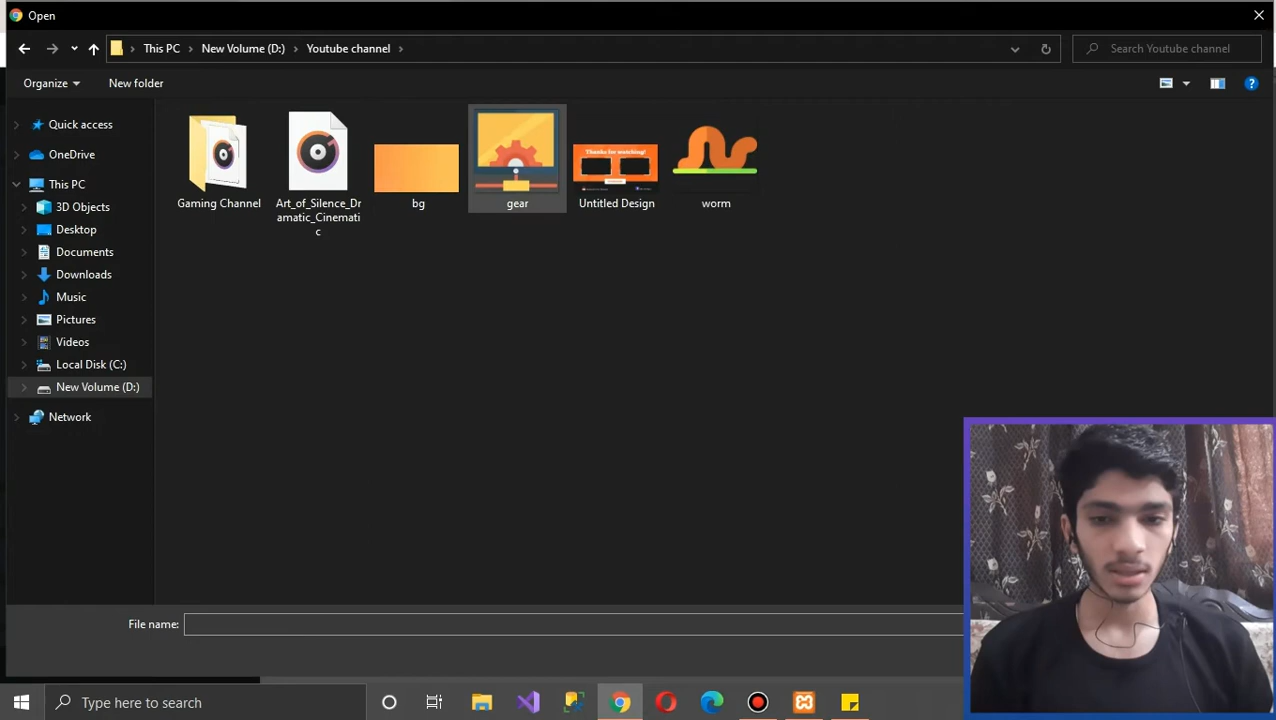 Open
This PC
New Volume (D:)
Youtube channel
Search Youtube channel
Organize
New folder
Quick access
OneDrive
This PC
3D Objects
Desktop
Documents
Downloads
Music
Pictures
Videos
Local Disk (C:)
New Volume (D:)
Network
Thanks for watching!
Gaming Channel
Art_of_Silence_Dr
amatic_Cinemati
c
bg
gear
Untitled Design
worm
File name:
Type here to search